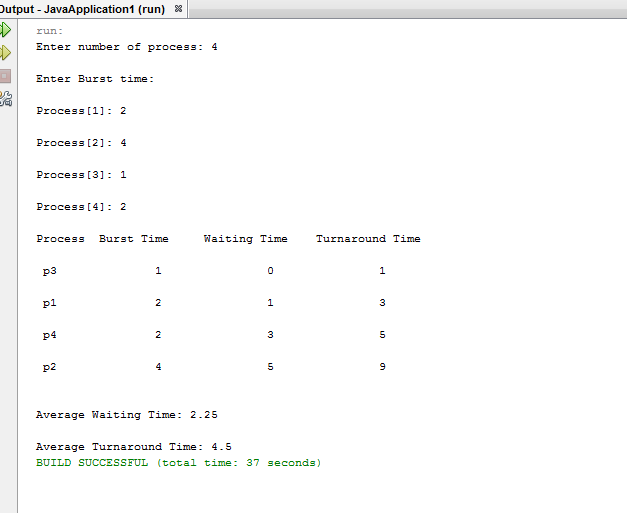 Output - JavaApplication1 (run)
run:
Enter number of process: 4
Enter Burst time:
Process[1]: 2
Process[2]: 4
Process[3]: 1
Process[4]: 2
Process Burst Time Waiting Time Turnaround Time
p3 1 0 1
p1 2 1 3
p4 2 3 5
p2 4 5 9
Average Waiting Time: 2.25
Average Turnaround Time: 4.5
BUILD SUCCESSFUL (total time: 37 seconds)